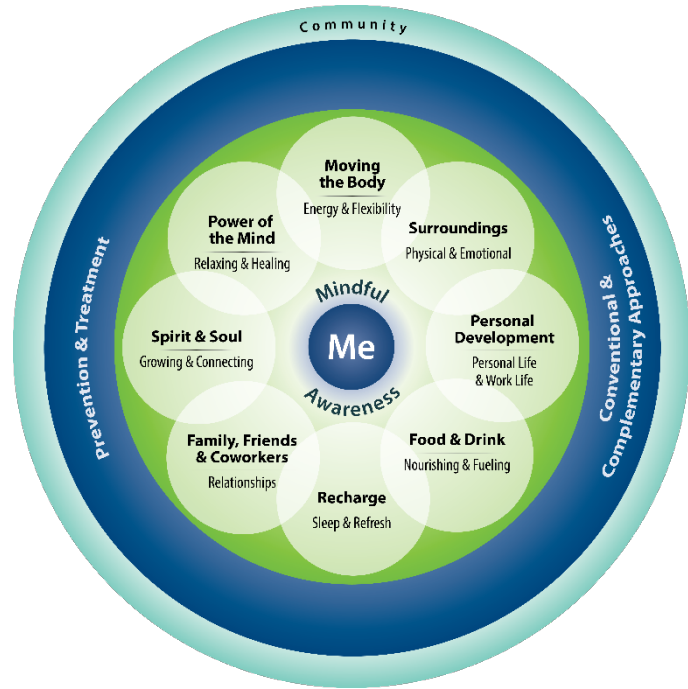 Community
Prevention & Treatment
Conventional &
Complementary Approaches
Moving
the Body
Energy & Flexibility
Surroundings
Physical & Emotional
Personal
Development
Personal Life
& Work Life
Food & Drink
Nourishing & Fueling
Recharge
Sleep & Refresh
Family, Friends
& Coworkers
Relationships
Spirit & Soul
Growing & Connecting
Power of
the Mind
Relaxing & Healing
Mindful
Me
Awareness